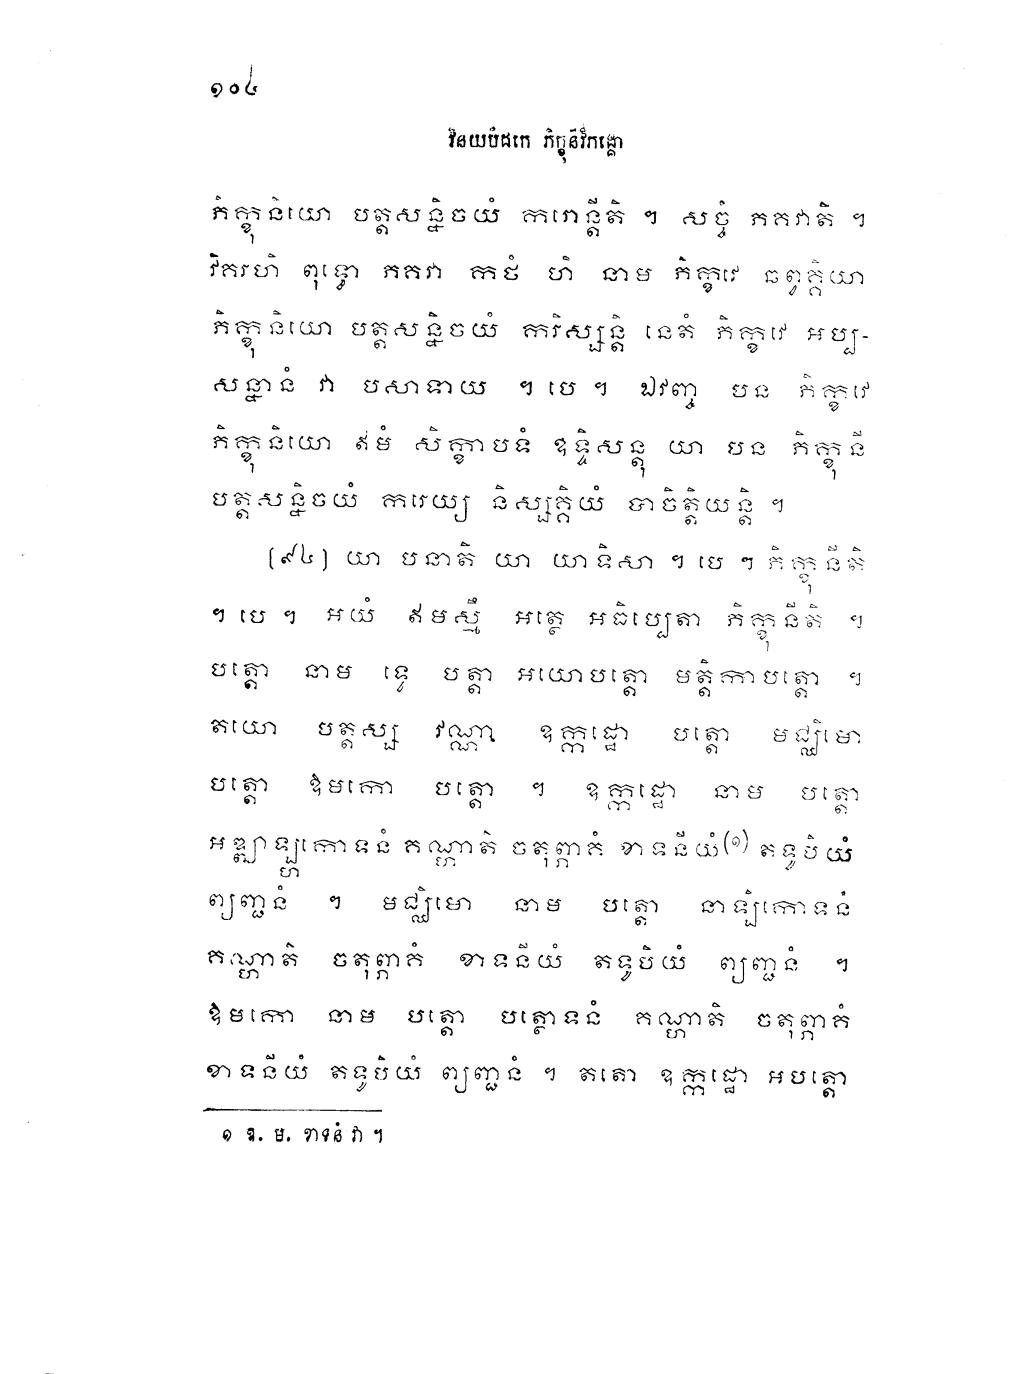 ១០៤
វិនយបិដកេ ភិក្ខុនីវិភង្គោ
ភិក្ខុនិយោ បត្តសន្និចយំ ករោន្តីតិ ។ សច្ចំ ភគវាតិ ។
វិគរហិ ពុទ្ធោ ភគវា កថំ ហិ នាម ភិក្ខវេ ឆព្វគ្គិយា
ភិក្ខុនិយោ បត្តសន្និចយំ ករិស្សន្តិ នេតំ ភិក្ខវេ អប្ប-
សន្នានំ វា បសាទាយ ។ បេ ។ ឯវញ្ច បន ភិក្ខវេ
ភិក្ខុនិយោ ឥមំ សិក្ខាបទំ ឧទ្ទិសន្តុ យា បន ភិក្ខុនី
បត្តសន្និចយំ ករេយ្យ និស្សគ្គិយំ បាចិត្តិយន្តិ ។
(៩៤) យា បនាតិ យា យាទិសា ។ បេ ។ ភិក្ខុនីតិ
។ បេ ។ អយំ ឥមស្មឹ អត្ថេ អធិប្បេតា ភិក្ខុនីតិ ។
បត្តោ នាម ទ្វេ បត្តា អយោបត្តោ មត្តិកាបត្តោ ។
តយោ បត្តស្ស វណ្ណា ឧក្កដ្ឋោ បត្តោ មជ្ឈិមោ
បត្តោ ឱមកោ បត្តោ ។ ឧក្កដ្ឋោ នាម បត្តោ
អឌ្ឍាឡ្ហកោទនំ គណ្ហាតិ ចតុព្ភាគំ ខាទនីយំ(១) តទូបិយំ
ព្យញ្ជនំ ។ មជ្ឈិមោ នាម បត្តោ នាឡិកោទនំ
គណ្ហាតិ ចតុព្ភាគំ ខាទនីយំ តទូបិយំ ព្យញ្ជនំ ។
ឱមកោ នាម បត្តោ បត្ថោទនំ គណ្ហាតិ ចតុព្ភាគំ
ខាទនីយំ តទូបិយំ ព្យញ្ជនំ ។ តតោ ឧក្កដ្ឋោ អបត្តោ
១ ឱ. ម. ខាទនំ វា ។